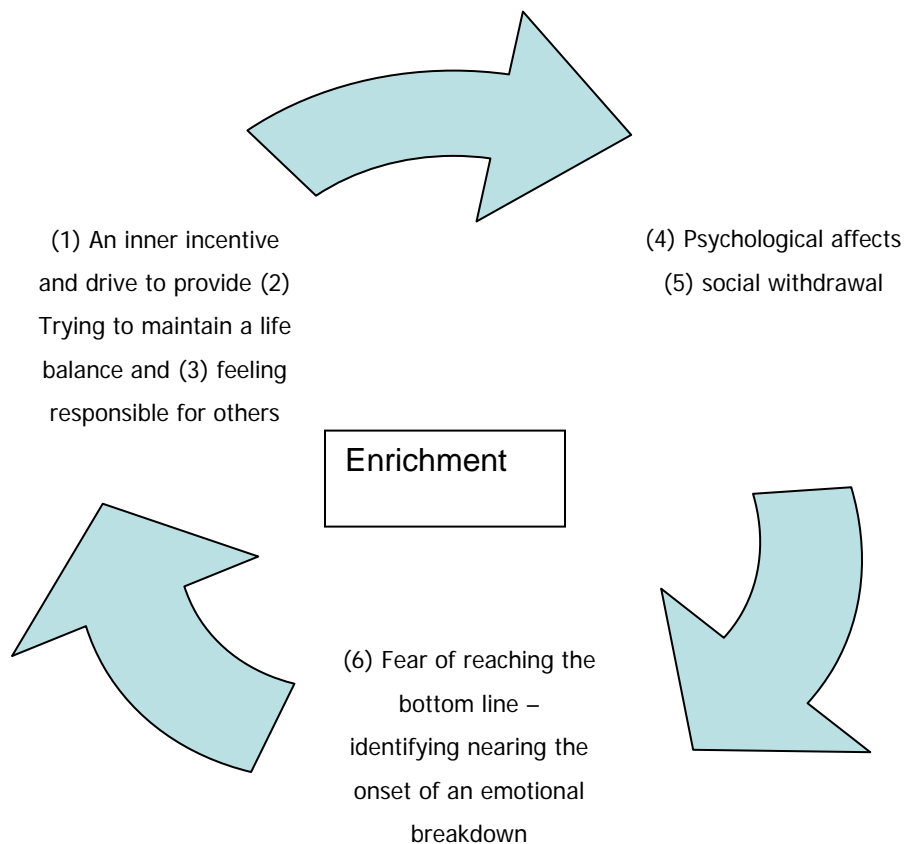 (1) An inner incentive
and drive to provide (2)
Trying to maintain a life
balance and (3) feeling
responsible for others
(4) Psychological affects
(5) social withdrawal
Enrichment
(6) Fear of reaching the
bottom line –
identifying nearing the
onset of an emotional
breakdown